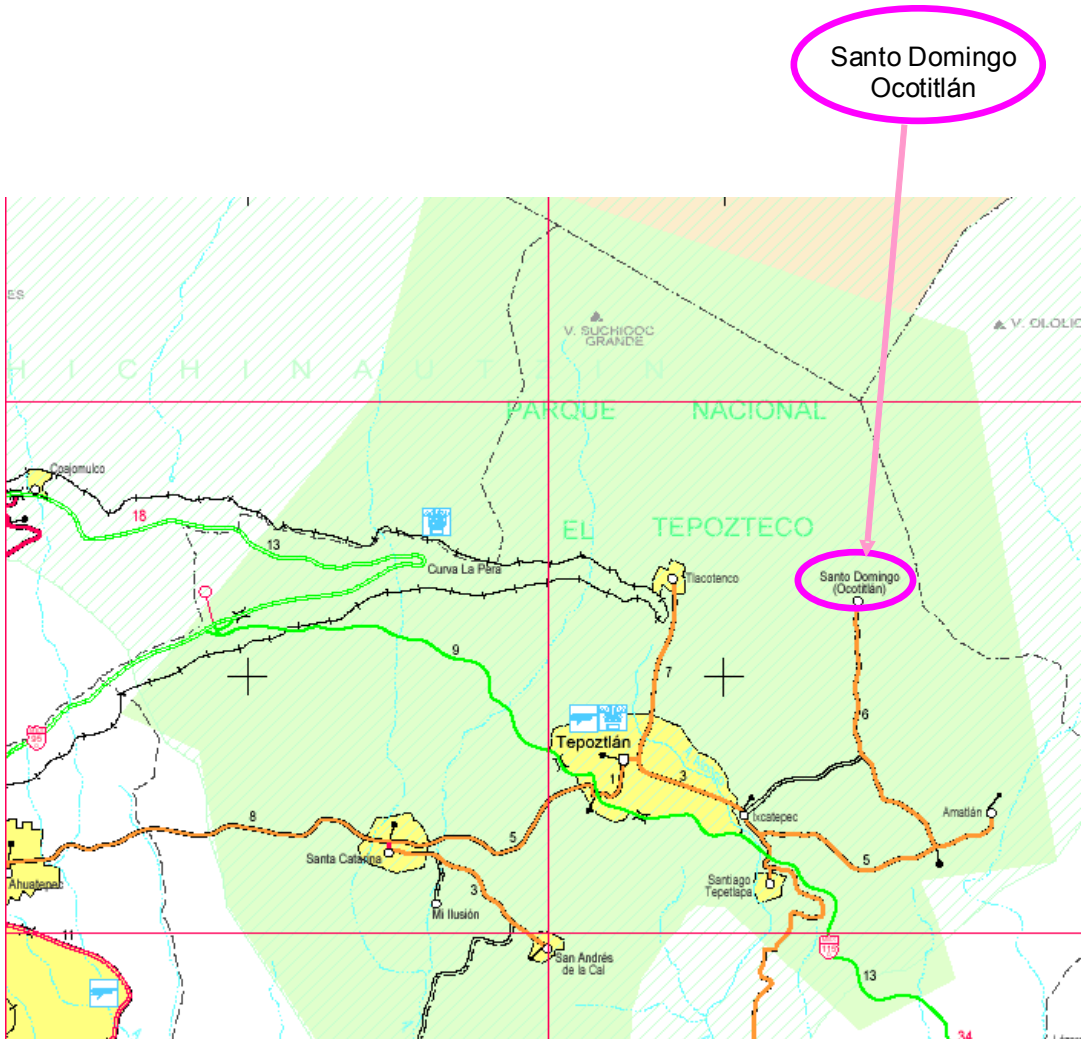 Santo Domingo
Ocotitlán
ES
V. SUCHIOOC
GRANDE
V. OLOLIC
H I C H I N A U T Z I N
PARQUE NACIONAL
Coajomulco
18
EL TEPOZTECO
13
Curva La Pera
Tlacotenco
Santo Domingo
(Ocotitlán)
9
7
6
95
Tepoztlán
1
3
8
5
Ixcatepec
Amatlán
5
Santa Catarina
Ahuatepec
3
Santiago
Tepetlapa
Mi Ilusión
11
115
San Andrés
de la Cal
13
34